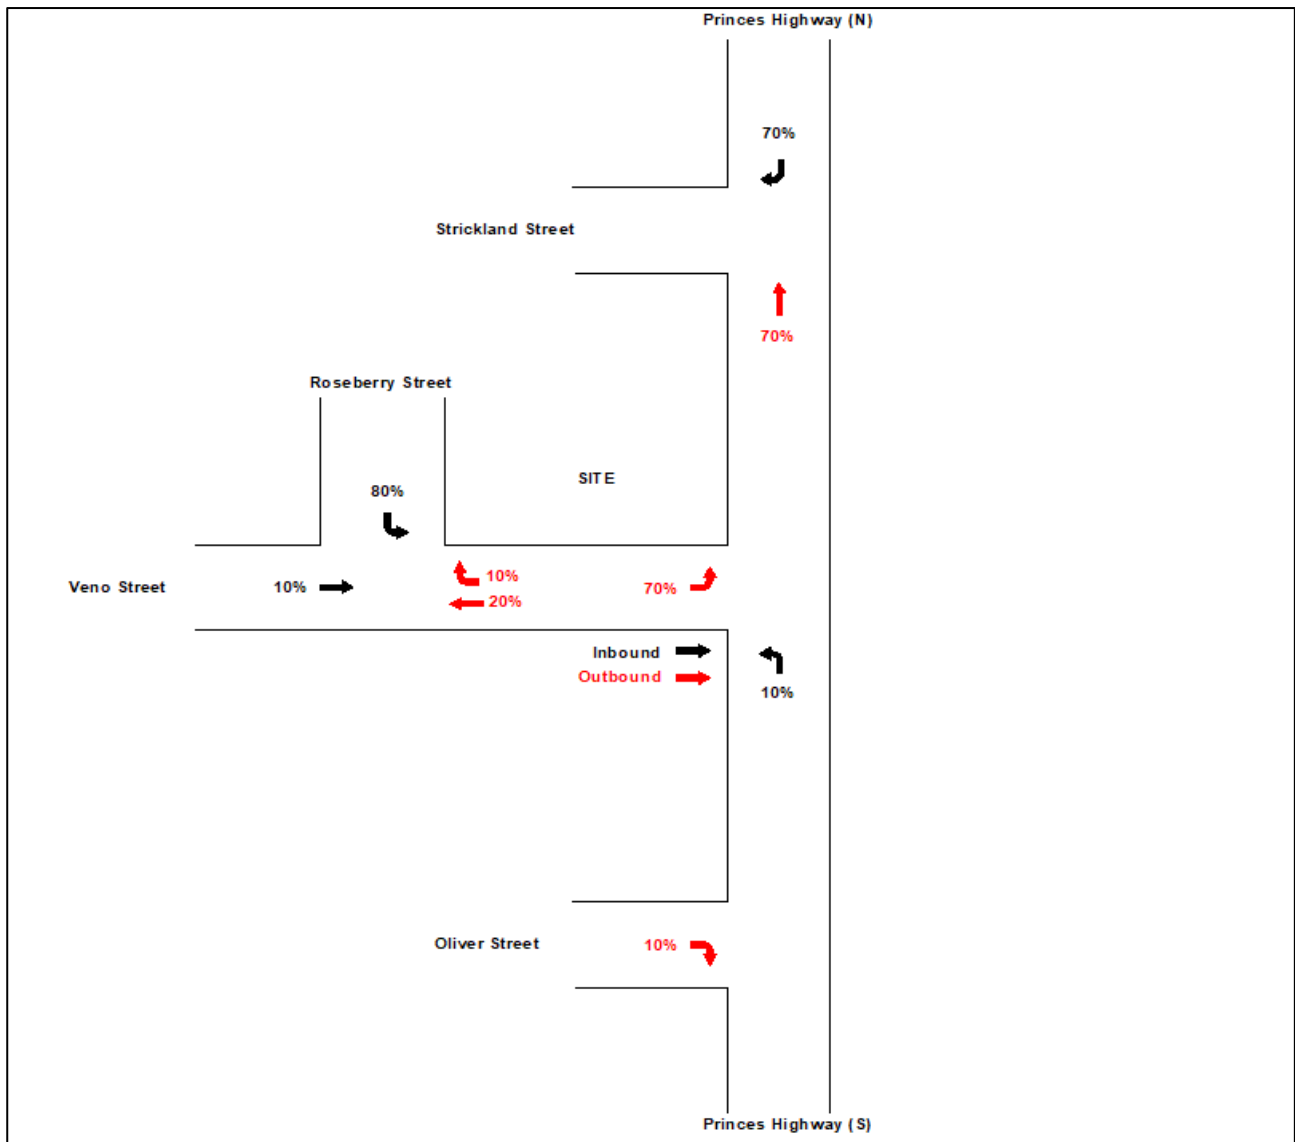 Princes Highway (N)
70%
Strickland Street
70%
Roseberry Street
SITE
80%
10%
Veno Street
10%
70%
20%
Inbound
Outbound
10%
Oliver Street
10%
Princes Highway (S)